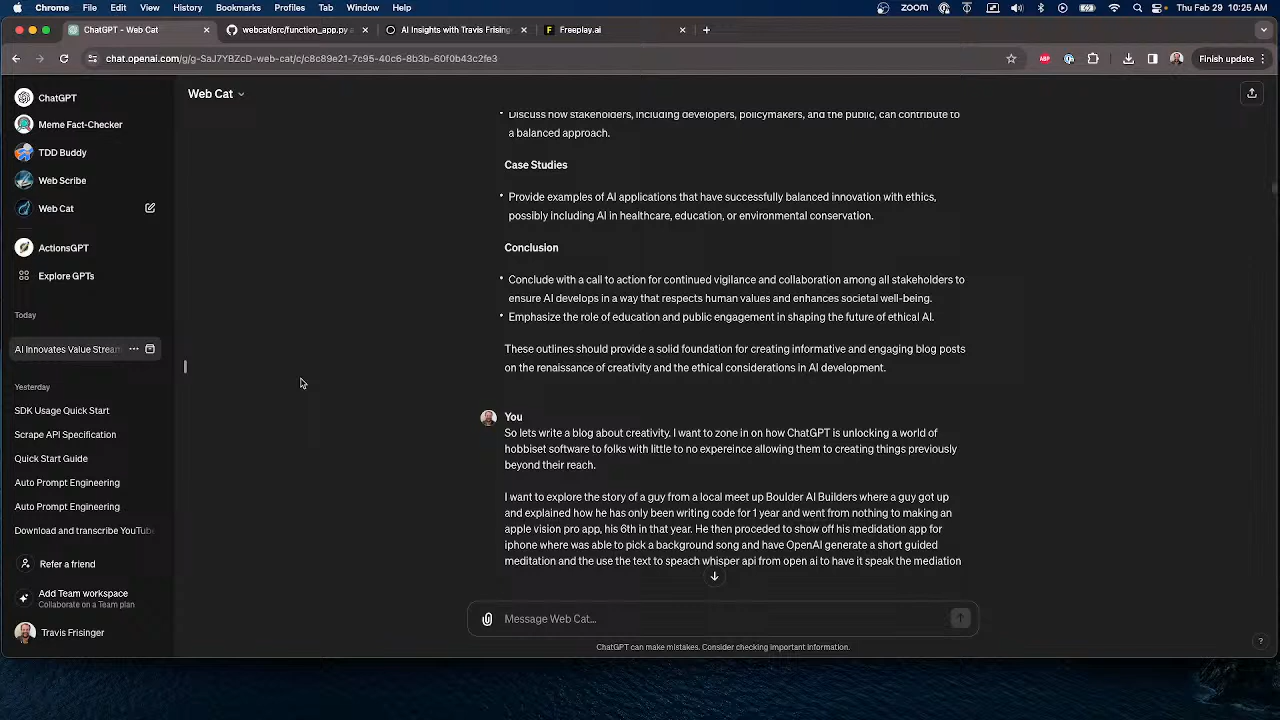 Chrome File Edit View History Bookmarks Profiles Tab Window Help zoom Thu Feb 29 10:25 AM
ChatGPT - Web Cat webcat/src/function_app.py a AI Insights with Travis Frising Freeplay.ai
chat.openai.com/g/g-SaJ7YBZcD-web-cat/c/c8c89e21-7c95-40c6-8b3b-60f0b43c2fe3 ABP Finish update
ChatGPT
Meme Fact-Checker
TDD Buddy
Web Scribe
Web Cat
ActionsGPT
Explore GPTs
Today
AI Innovates Value Stream
Yesterday
SDK Usage Quick Start
Scrape API Specification
Quick Start Guide
Auto Prompt Engineering
Auto Prompt Engineering
Download and transcribe YouTube
Refer a friend
Add Team workspace
Collaborate on a Team plan
Travis Frisinger
Web Cat
• Discuss how stakeholders, including developers, policymakers, and the public, can contribute to
a balanced approach.
Case Studies
• Provide examples of AI applications that have successfully balanced innovation with ethics,
possibly including AI in healthcare, education, or environmental conservation.
Conclusion
• Conclude with a call to action for continued vigilance and collaboration among all stakeholders to
ensure AI develops in a way that respects human values and enhances societal well-being.
• Emphasize the role of education and public engagement in shaping the future of ethical AI.
These outlines should provide a solid foundation for creating informative and engaging blog posts
on the renaissance of creativity and the ethical considerations in AI development.
You
So lets write a blog about creativity. I want to zone in on how ChatGPT is unlocking a world of
hobbiset software to folks with little to no expereince allowing them to creating things previously
beyond their reach.
I want to explore the story of a guy from a local meet up Boulder AI Builders where a guy got up
and explained how he has only been writing code for 1 year and went from nothing to making an
apple vision pro app, his 6th in that year. He then proceded to show off his medidation app for
iphone where was able to pick a background song and have OpenAI generate a short guided
meditation and the use the text to speach whisper api from open ai to have it speak the mediation
Message Web Cat...
ChatGPT can make mistakes. Consider checking important information.
?